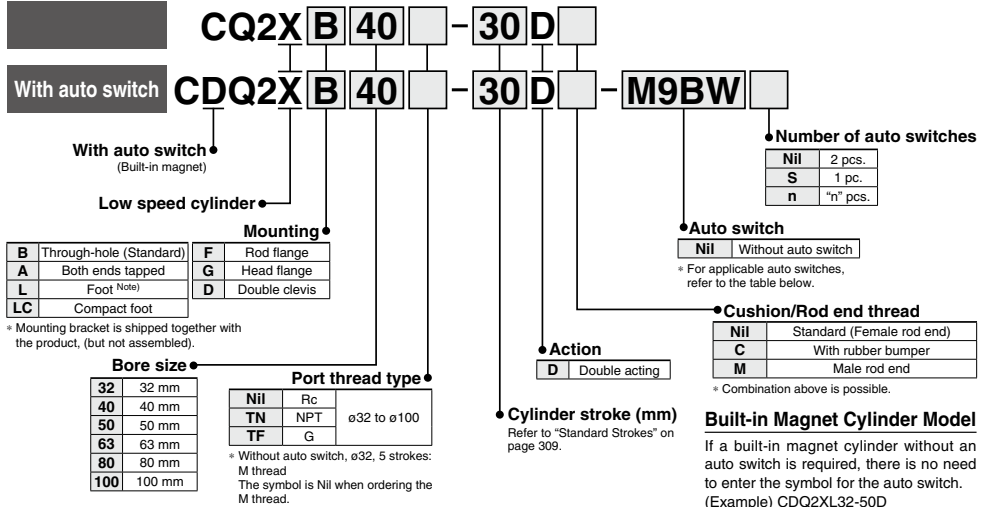 CQ2X B 40 – 30 D
With auto switch CDQ2X B 40 – 30 D – M9BW
With auto switch
(Built-in magnet)
Low speed cylinder
Mounting
B Through-hole (Standard) F Rod flange
A Both ends tapped G Head flange
L Foot Note) D Double clevis
LC Compact foot
* Mounting bracket is shipped together with
the product, (but not assembled).
Bore size
32 32 mm
40 40 mm
50 50 mm
63 63 mm
80 80 mm
100 100 mm
Port thread type
Nil Rc ø32 to ø100
TN NPT
TF G
* Without auto switch, ø32, 5 strokes:
M thread
The symbol is Nil when ordering the
M thread.
Cylinder stroke (mm)
Refer to “Standard Strokes” on
page 309.
Action
D Double acting
Number of auto switches
Nil 2 pcs.
S 1 pc.
n “n” pcs.
Auto switch
Nil Without auto switch
* For applicable auto switches,
refer to the table below.
Cushion/Rod end thread
Nil Standard (Female rod end)
C With rubber bumper
M Male rod end
* Combination above is possible.
Built-in Magnet Cylinder Model
If a built-in magnet cylinder without an
auto switch is required, there is no need
to enter the symbol for the auto switch.
(Example) CDQ2XL32-50D